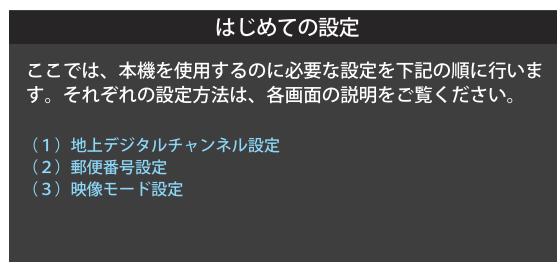 はじめての設定
ここでは、本機を使用するのに必要な設定を下記の順に行いま
す。それぞれの設定方法は、各画面の説明をご覧ください。
（1）地上デジタルチャンネル設定
（2）郵便番号設定
（3）映像モード設定